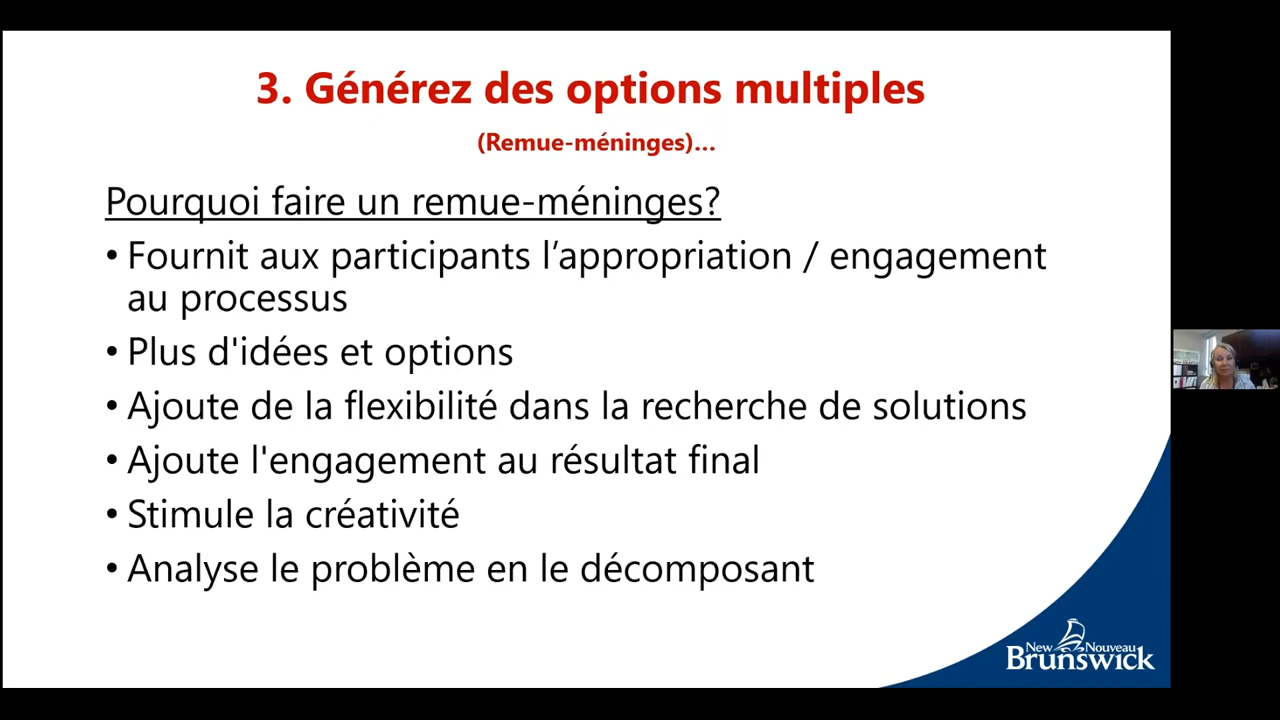 3. Générez des options multiples
(Remue-méninges)...
Pourquoi faire un remue-méninges?
• Fournit aux participants l’appropriation / engagement
au processus
• Plus d'idées et options
• Ajoute de la flexibilité dans la recherche de solutions
• Ajoute l'engagement au résultat final
• Stimule la créativité
• Analyse le problème en le décomposant
New Nouveau
Brunswick